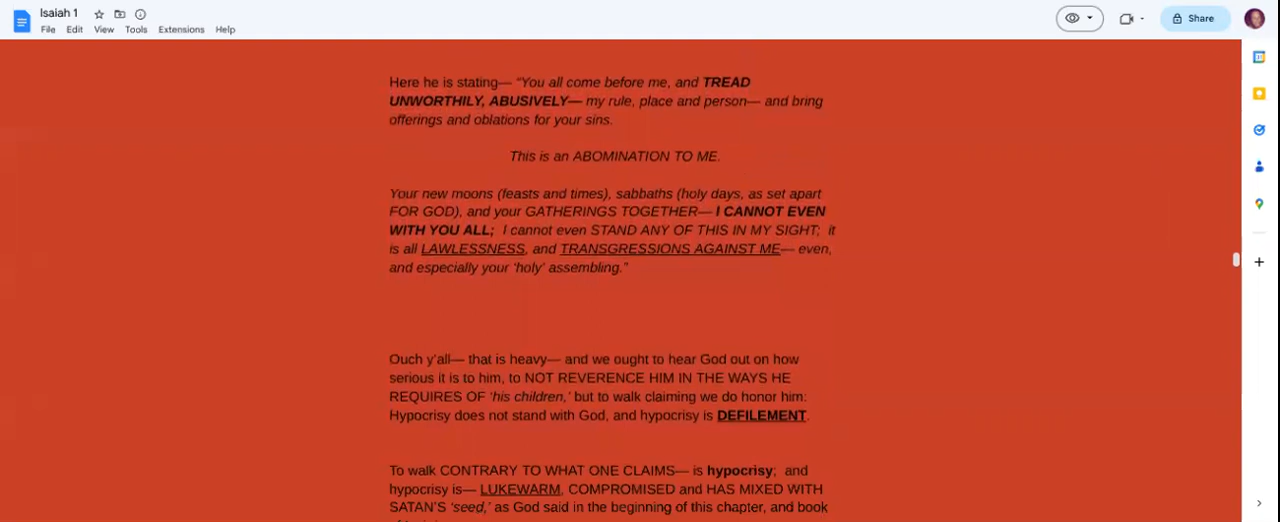 Isaiah 1
File Edit View Tools Extensions Help
Share
Here he is stating— “You all come before me, and TREAD
UNWORTHILY, ABUSIVELY— my rule, place and person— and bring
offerings and oblations for your sins.
This is an ABOMINATION TO ME.
Your new moons (feasts and times), sabbaths (holy days, as set apart
FOR GOD), and your GATHERINGS TOGETHER— I CANNOT EVEN
WITH YOU ALL; I cannot even STAND ANY OF THIS IN MY SIGHT; it
is all LAWLESSNESS, and TRANSGRESSIONS AGAINST ME— even,
and especially your ‘holy’ assembling.”
Ouch y’all— that is heavy— and we ought to hear God out on how
serious it is to him, to NOT REVERENCE HIM IN THE WAYS HE
REQUIRES OF ‘his children,’ but to walk claiming we do honor him:
Hypocrisy does not stand with God, and hypocrisy is DEFILEMENT.
To walk CONTRARY TO WHAT ONE CLAIMS— is hypocrisy; and
hypocrisy is— LUKEWARM, COMPROMISED and HAS MIXED WITH
SATAN’S ‘seed,’ as God said in the beginning of this chapter, and book